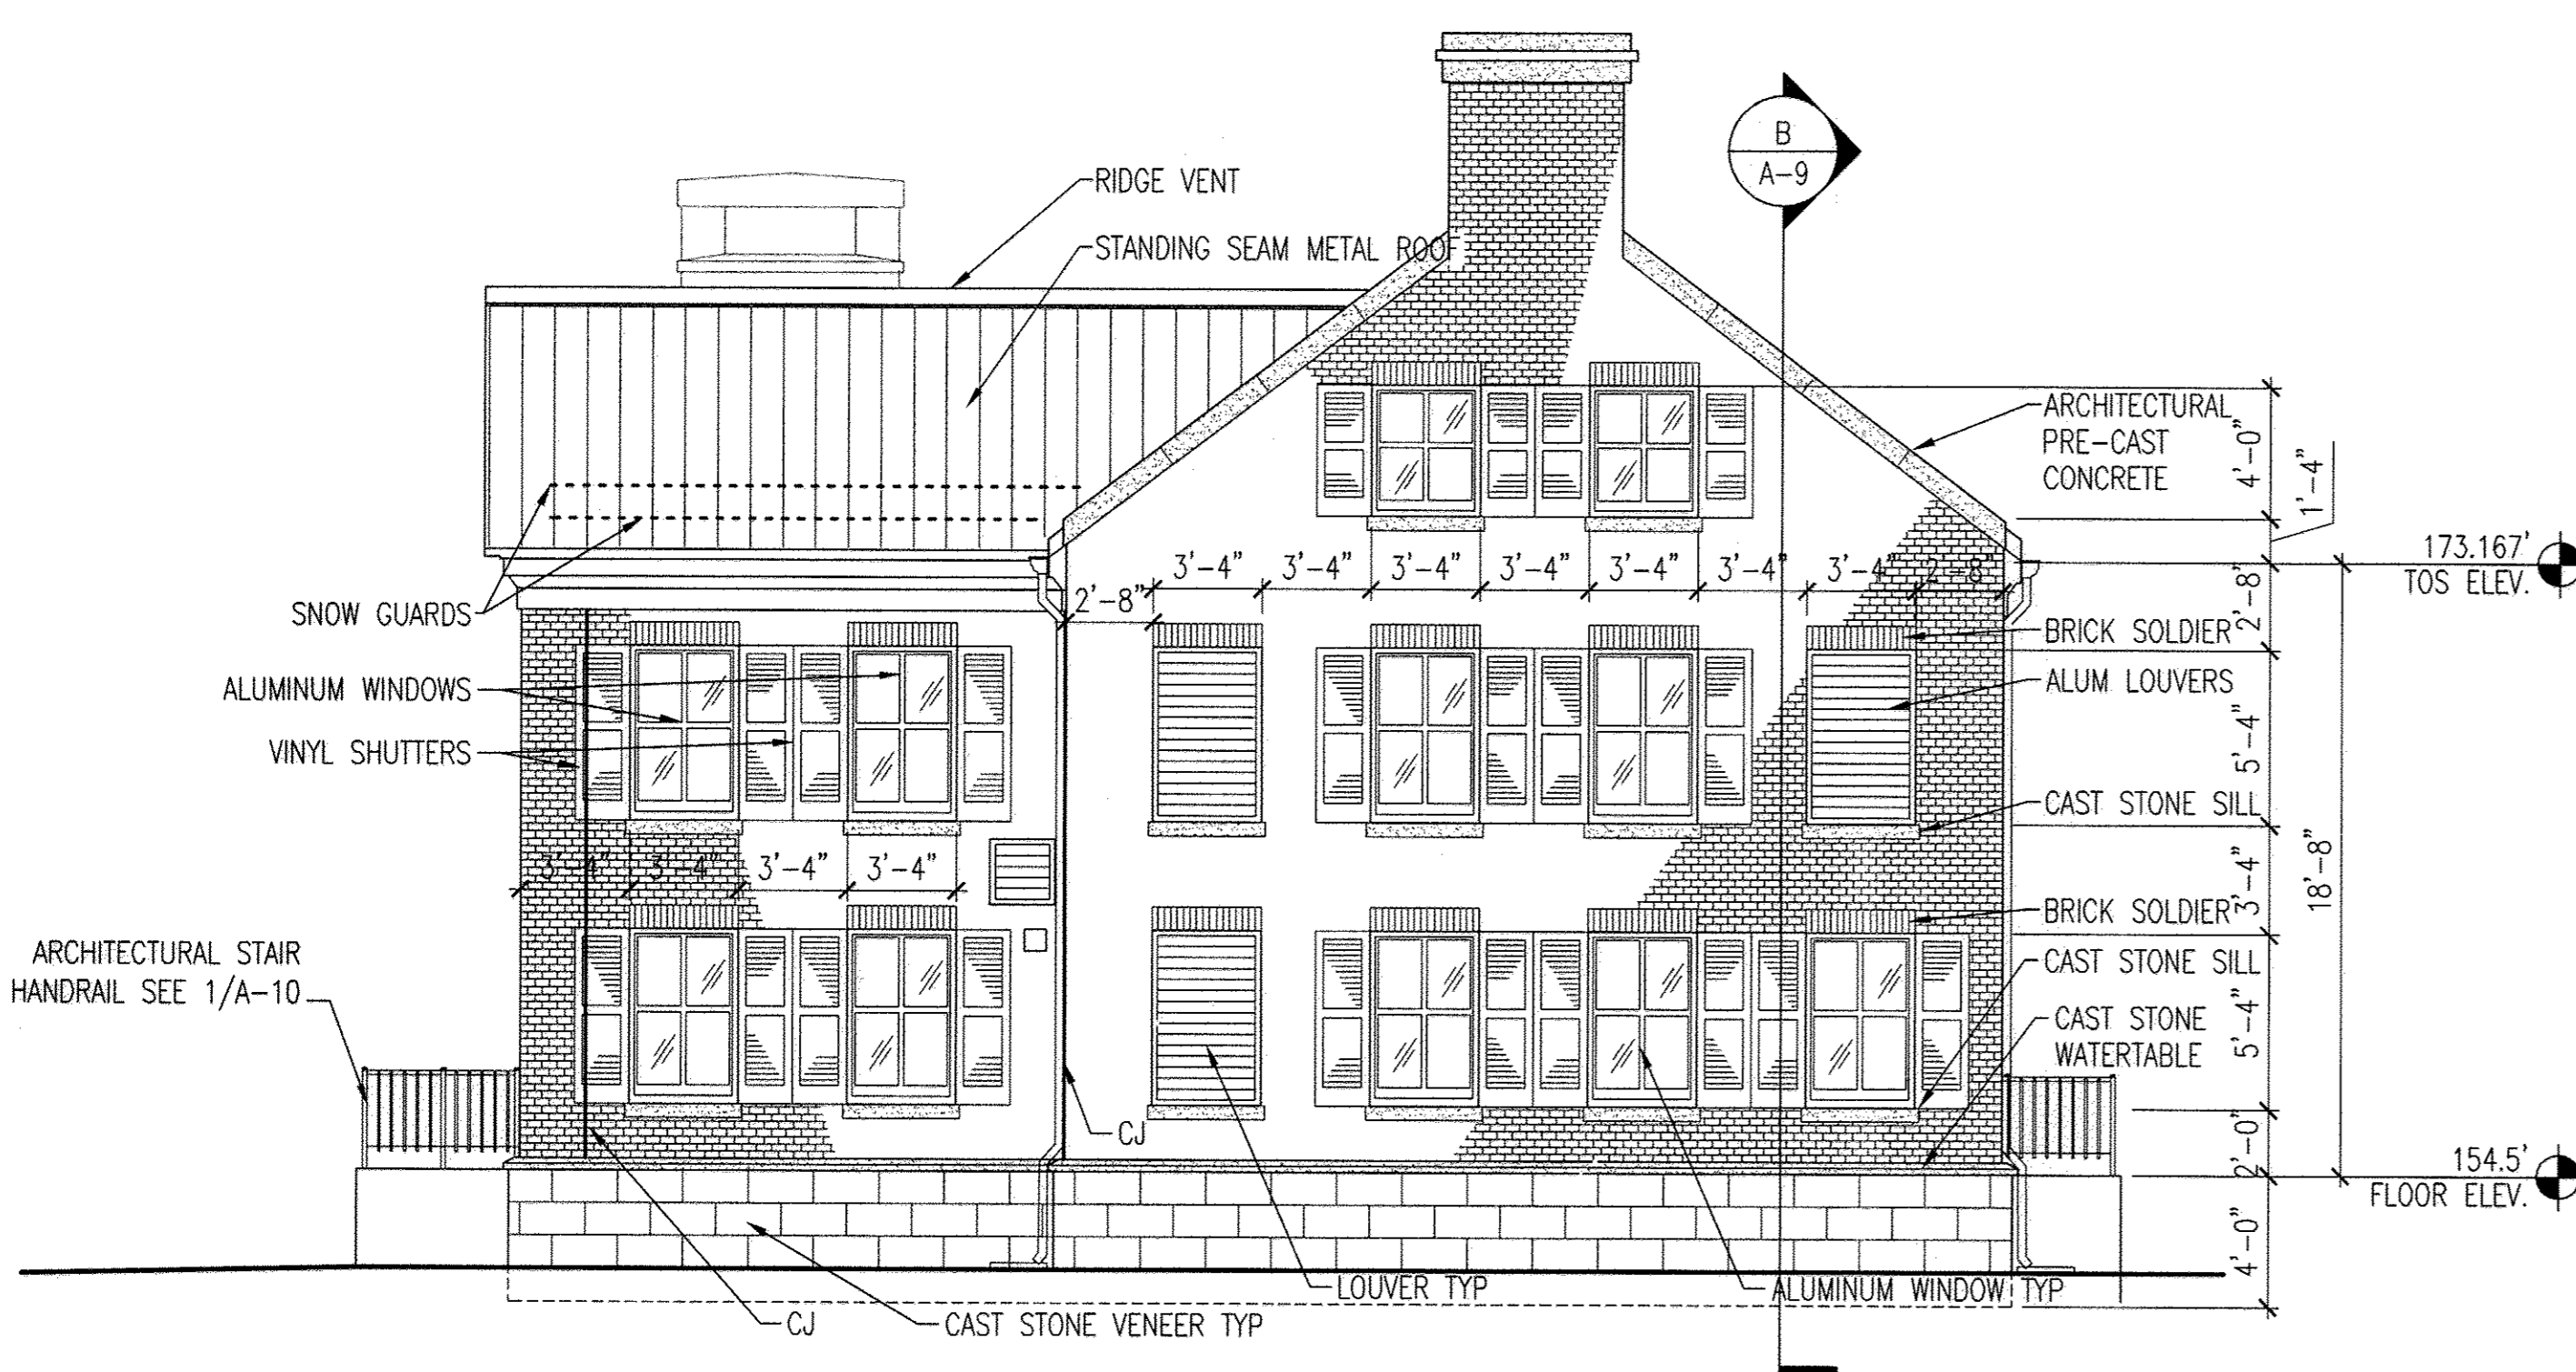 B
A-9
RIDGE VENT
STANDING SEAM METAL ROOF
ARCHITECTURAL
PRE-CAST
CONCRETE
4'-0"
1'-4"
173.167'
TOS ELEV.
3'-4" 3'-4" 3'-4" 3'-4" 3'-4" 3'-4" 3'-4" 2'-8"
2'-8"
2'-8"
SNOW GUARDS
BRICK SOLDIER
ALUMINUM WINDOWS
ALUM LOUVERS
VINYL SHUTTERS
5'-4"
CAST STONE SILL
3'-4" 3'-4" 3'-4" 3'-4"
3'-4"
18'-8"
BRICK SOLDIER
ARCHITECTURAL STAIR
HANDRAIL SEE 1/A-10
CAST STONE SILL
CAST STONE
WATERTABLE
5'-4"
CJ
2'-0"
154.5'
FLOOR ELEV.
4'-0"
LOUVER TYP
ALUMINUM WINDOW TYP
CJ
CAST STONE VENEER TYP